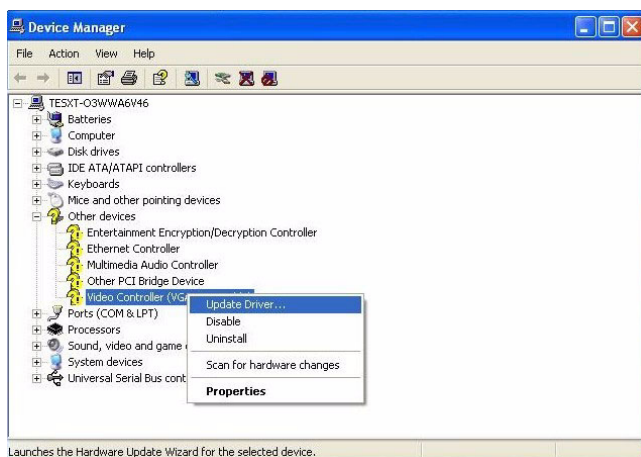 Device Manager
File Action View Help
TESXT-O3WWA6V46
Batteries
Computer
Disk drives
IDE ATA/ATAPI controllers
Keyboards
Mice and other pointing devices
Other devices
Entertainment Encryption/Decryption Controller
Ethernet Controller
Multimedia Audio Controller
Other PCI Bridge Device
Video Controller (VGA
Update Driver...
Ports (COM & LPT)
Disable
Processors
Uninstall
Sound, video and game
System devices
Scan for hardware changes
Universal Serial Bus cont
Properties
Launches the Hardware Update Wizard for the selected device.